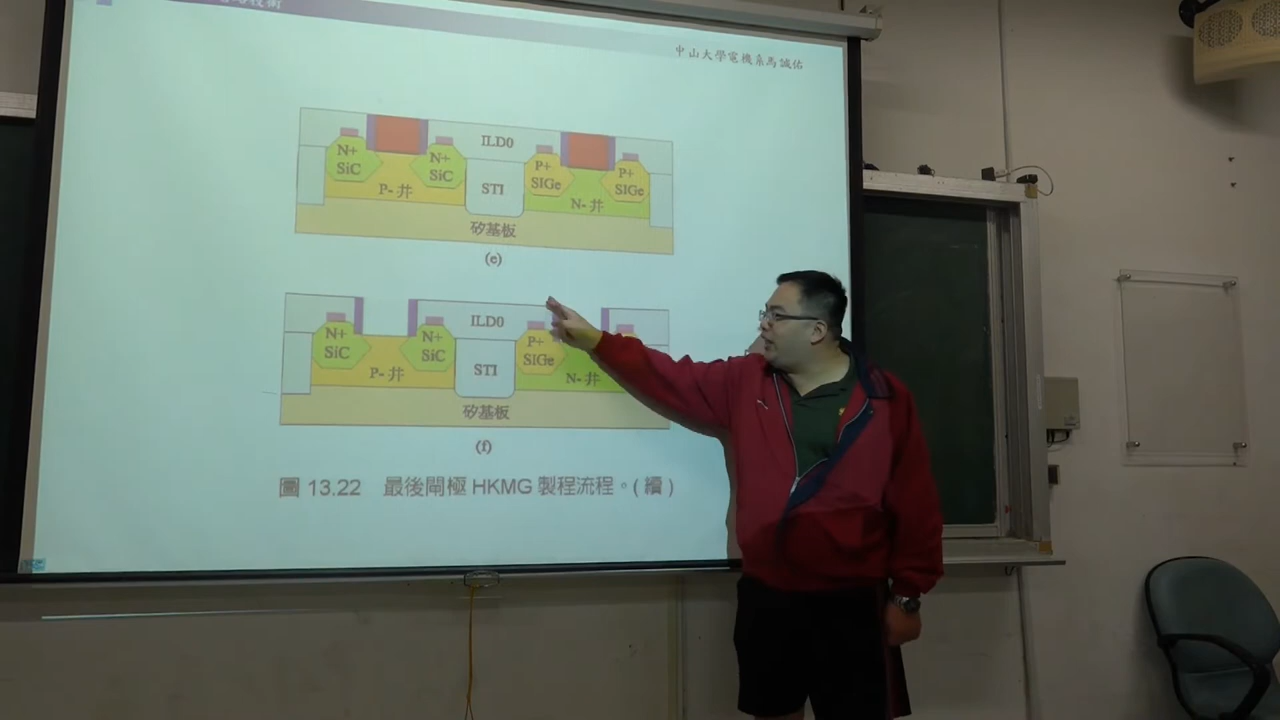 技術
中山大學電機系馬誠佑
ILD0
N+ SiC
N+ SiC
P+ SIGe
P+ SIGe
P- 井
STI
N- 井
矽基板
(e)
ILD0
N+ SiC
N+ SiC
P+ SIGe
P- 井
STI
N- 井
矽基板
(f)
圖 13.22 最後閘極 HKMG 製程流程。(續)